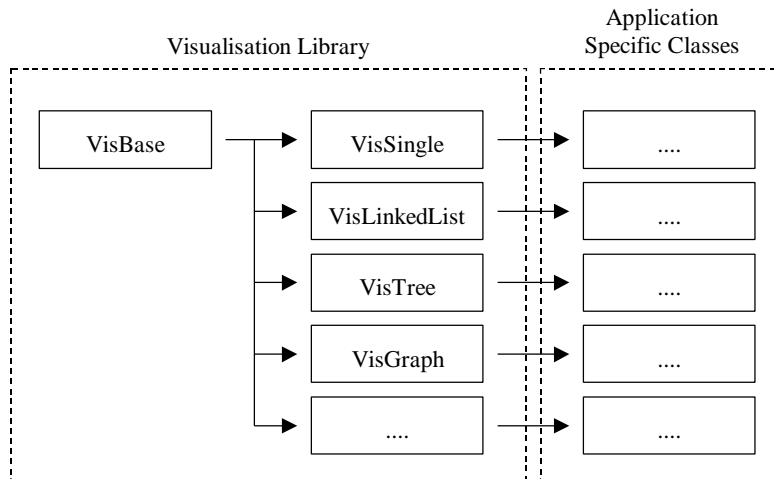 Application
Specific Classes
Visualisation Library
VisBase
VisSingle
....
VisLinkedList
....
VisTree
....
VisGraph
....
....
....